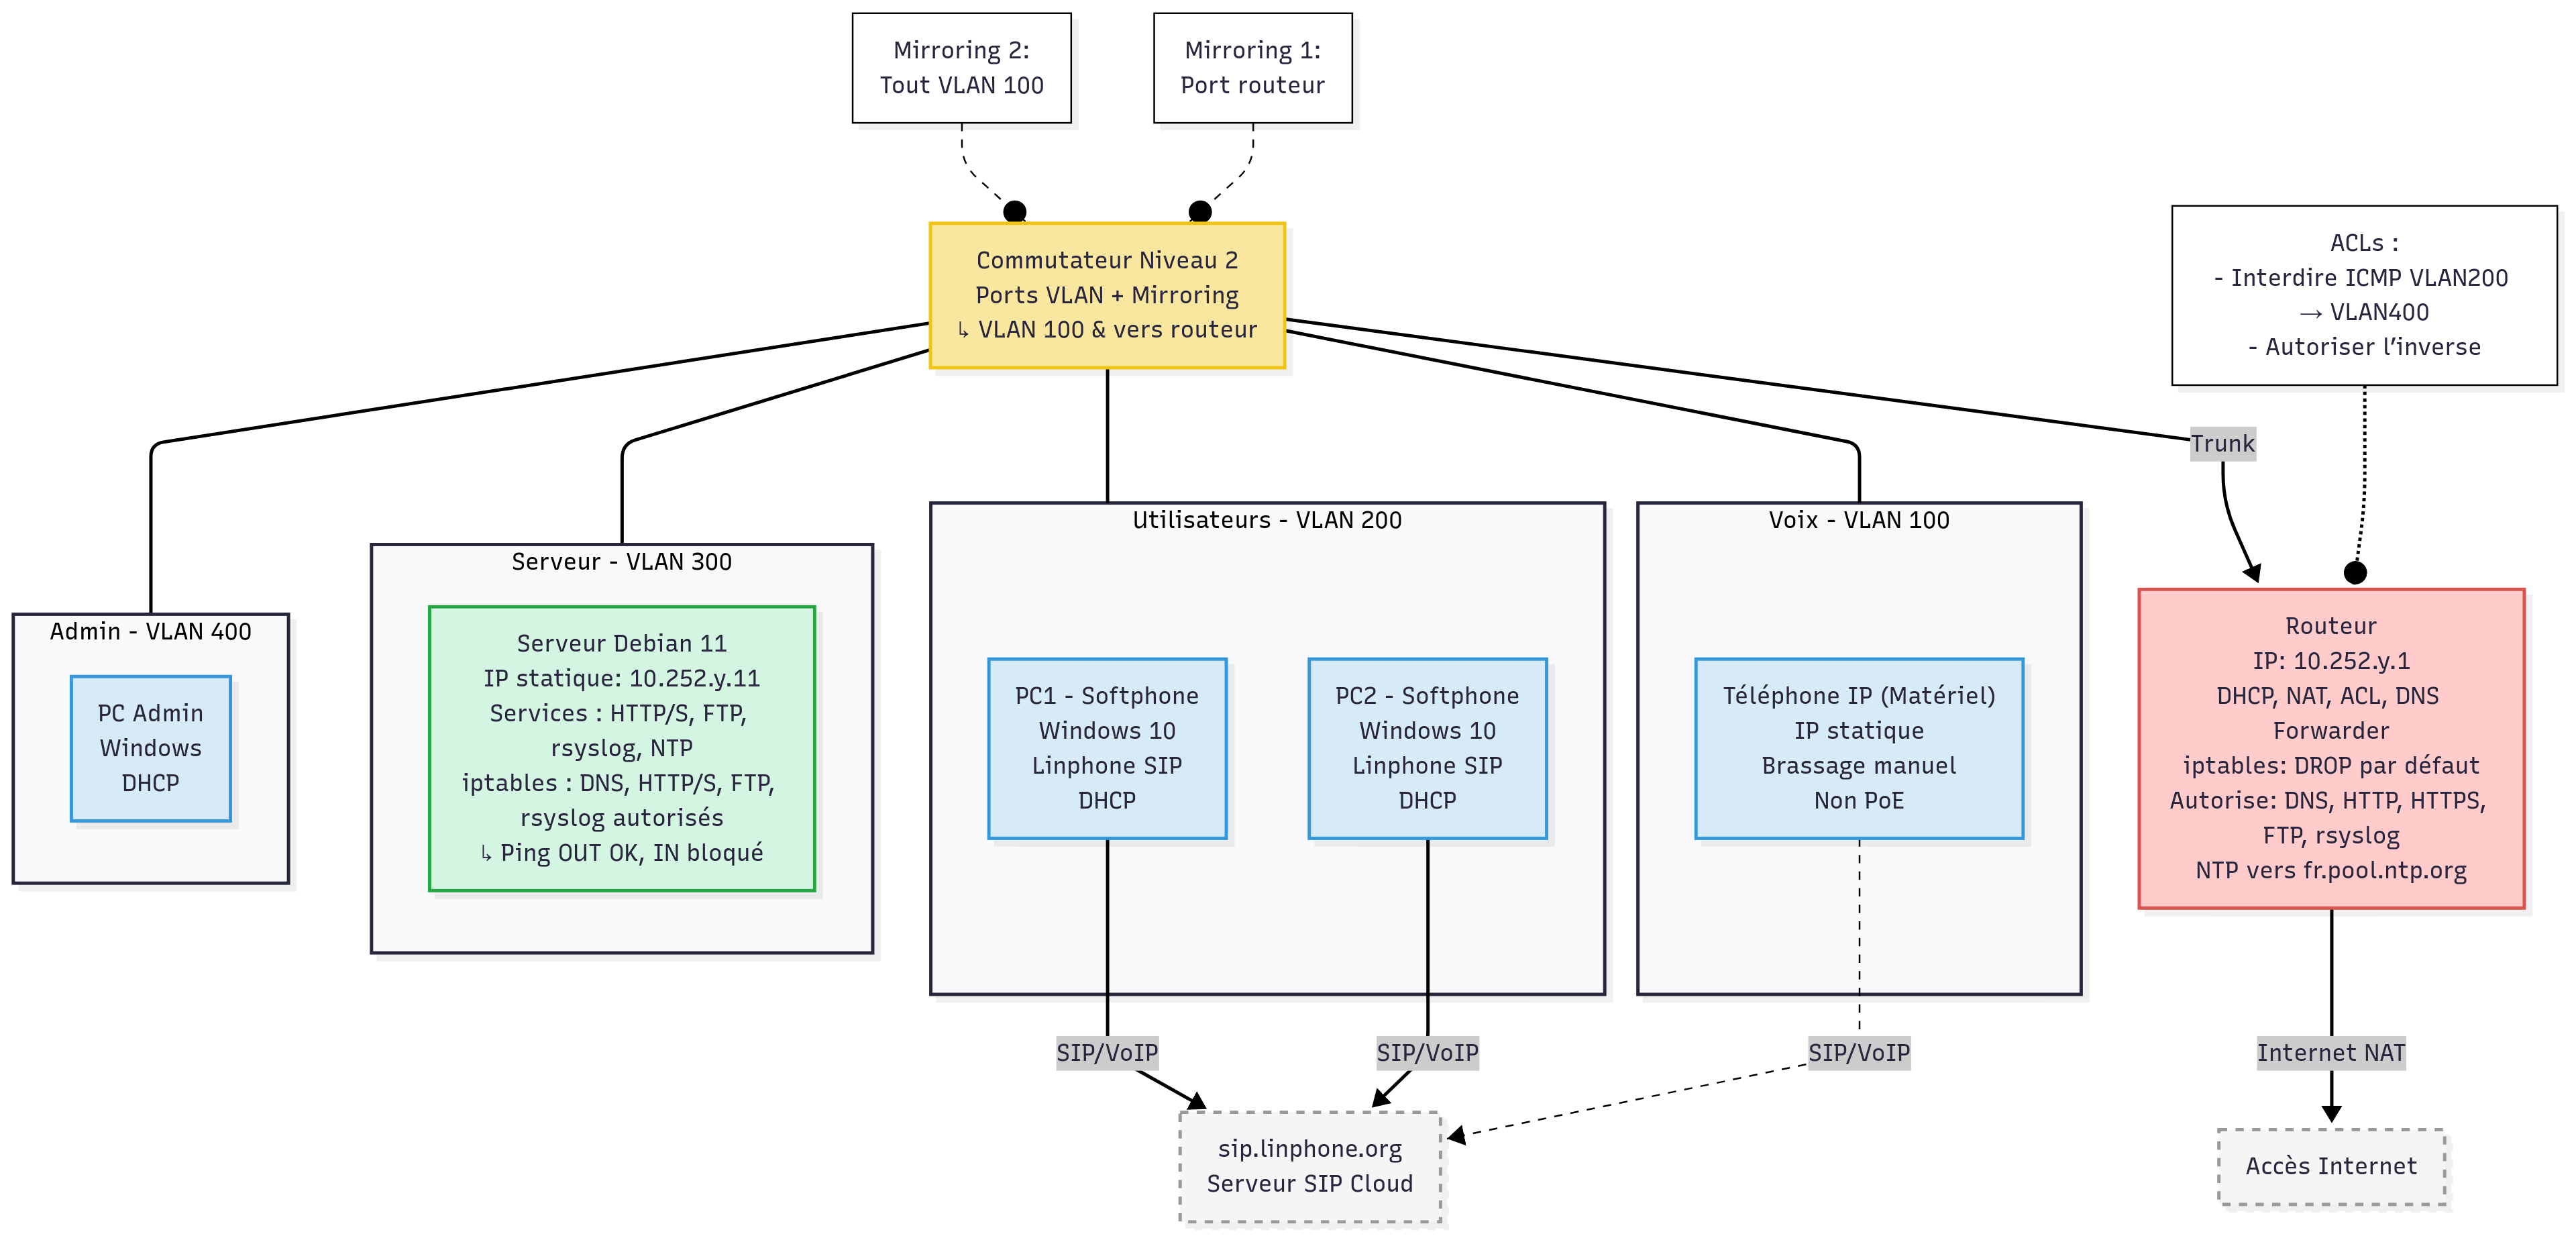 Mirroring 2:
Tout VLAN 100
Mirroring 1:
Port routeur
Commutateur Niveau 2
Ports VLAN + Mirroring
↳ VLAN 100 & vers routeur
ACLs :
- Interdire ICMP VLAN200
→ VLAN400
- Autoriser l’inverse
Trunk
Admin - VLAN 400
PC Admin
Windows
DHCP
Serveur - VLAN 300
Serveur Debian 11
IP statique: 10.252.y.11
Services : HTTP/S, FTP,
rsyslog, NTP
iptables : DNS, HTTP/S, FTP,
rsyslog autorisés
↳ Ping OUT OK, IN bloqué
Utilisateurs - VLAN 200
PC1 - Softphone
Windows 10
Linphone SIP
DHCP
PC2 - Softphone
Windows 10
Linphone SIP
DHCP
Voix - VLAN 100
Téléphone IP (Matériel)
IP statique
Brassage manuel
Non PoE
Routeur
IP: 10.252.y.1
DHCP, NAT, ACL, DNS
Forwarder
iptables: DROP par défaut
Autorise: DNS, HTTP, HTTPS,
FTP, rsyslog
NTP vers fr.pool.ntp.org
SIP/VoIP
SIP/VoIP
SIP/VoIP
Internet NAT
sip.linphone.org
Serveur SIP Cloud
Accès Internet